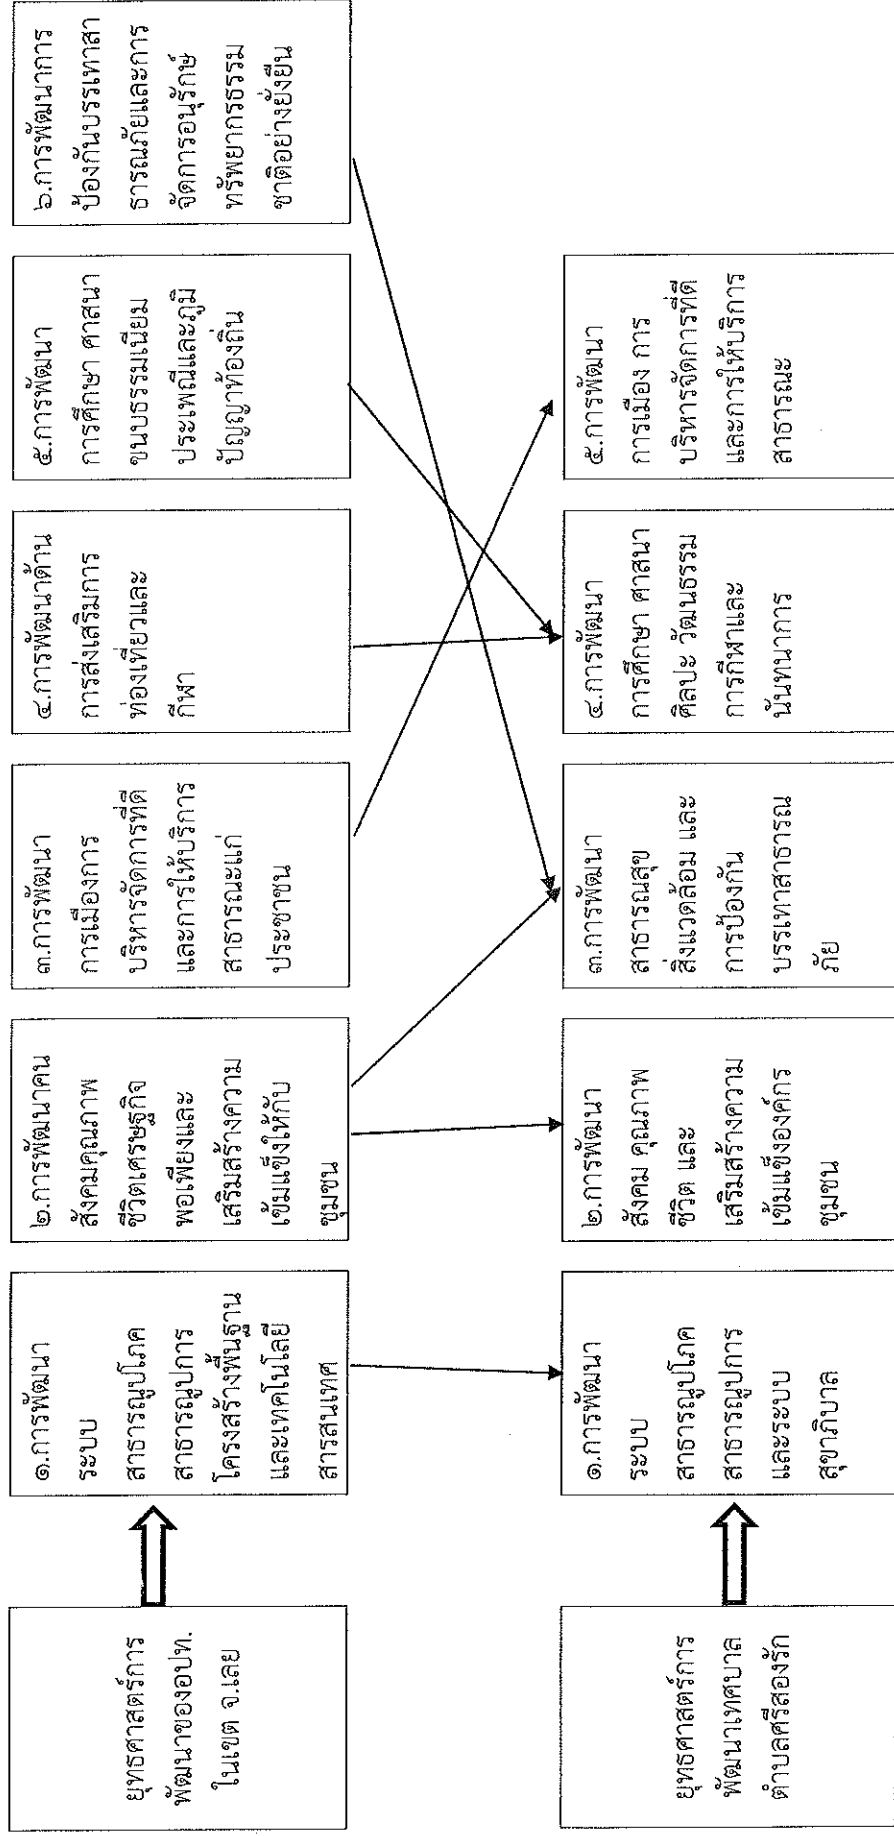 ยุทธศาสตร์การ
พัฒนาของอปท.
ในเขต จ.เลย
๑.การพัฒนา
ระบบ
สาธารณูปโภค
สาธารณูปการ
โครงสร้างพื้นฐาน
และเทคโนโลยี
สารสนเทศ
๒.การพัฒนาคน
สังคมคุณภาพ
ชีวิตเศรษฐกิจ
พอเพียงและ
เสริมสร้างความ
เข้มแข็งให้กับ
ชุมชน
๓.การพัฒนา
การเมืองการ
บริหารจัดการที่ดี
และการให้บริการ
สาธารณะแก่
ประชาชน
๔.การพัฒนาด้าน
การส่งเสริมการ
ท่องเที่ยวและ
กีฬา
๕.การพัฒนา
การศึกษา ศาสนา
ขนบธรรมเนียม
ประเพณีและภูมิ
ปัญญาท้องถิ่น
๖.การพัฒนาการ
ป้องกันบรรเทาสา
ธารณภัยและการ
จัดการอนุรักษ์
ทรัพยากรธรรม
ชาติอย่างยั่งยืน
ยุทธศาสตร์การ
พัฒนาเทศบาล
ตำบลศรีสองรัก
๑.การพัฒนา
ระบบ
สาธารณูปโภค
สาธารณูปการ
และระบบ
สุขาภิบาล
๒.การพัฒนา
สังคม คุณภาพ
ชีวิต และ
เสริมสร้างความ
เข้มแข็งองค์กร
ชุมชน
๓.การพัฒนา
สาธารณสุข
สิ่งแวดล้อม และ
การป้องกัน
บรรเทาสาธารณ
ภัย
๔.การพัฒนา
การศึกษา ศาสนา
ศิลปะ วัฒนธรรม
การกีฬาและ
นันทนาการ
๕.การพัฒนา
การเมือง การ
บริหารจัดการที่ดี
และการให้บริการ
สาธารณะ